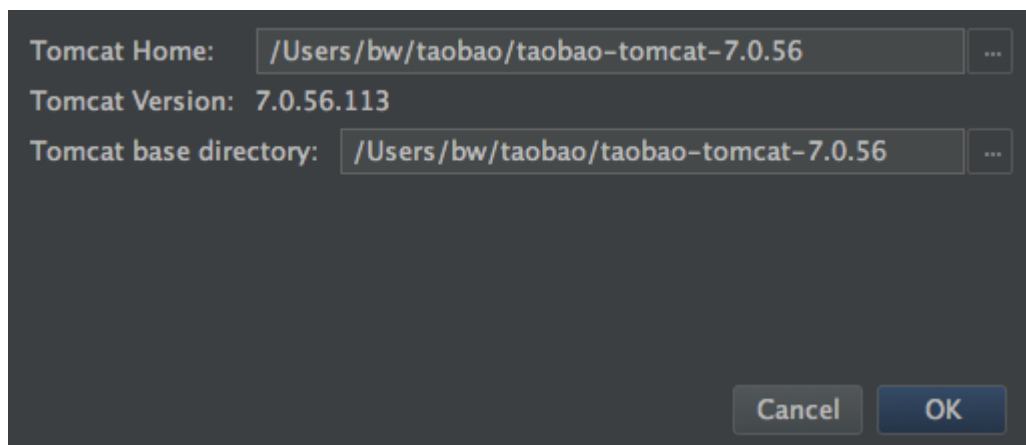 Tomcat Home: /Users/bw/taobao/taobao-tomcat-7.0.56 ...
Tomcat Version: 7.0.56.113
Tomcat base directory: /Users/bw/taobao/taobao-tomcat-7.0.56 ...
Cancel OK